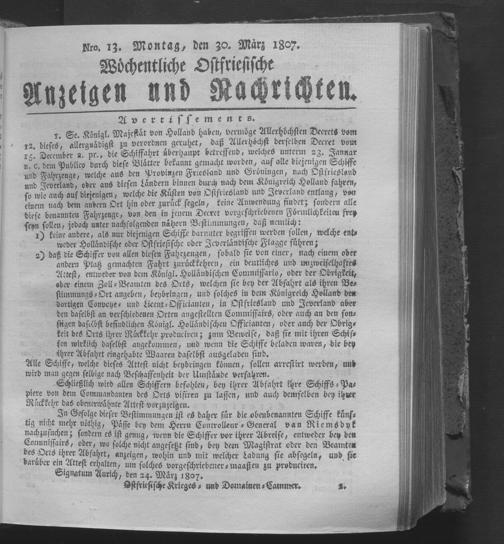 Nro. 13. Montag, den 30. März 1807.
Wöchentliche Ostfriesische
Anzeigen und Nachrichten.
Avertissements.
1. Se. Königl. Majestät von Holland haben, vermöge Allerhöchsten Decrets vom
12. dieses, allergnädigst zu verordnen geruhet, daß Allerhöchst derselben Decret vom
15. December a. pr., die Schiffahrt überhaupt betreffend, welches unterm 23. Januar
a. c. dem Publico durch diese Blätter bekannt gemacht worden, auf alle diejenigen Schiffe
und Fahrzeuge, welche aus den Provinzen Friesland und Gröningen, nach Ostfriesland
und Jeverland, oder aus diesen Ländern binnen durch nach dem Königreich Holland fahren,
so wie auch auf diejenigen, welche die Küsten von Ostfriesland und Jeverland entlang, von
einem nach dem andern Ort hin oder zurück segeln, keine Anwendung findet; sondern alle
diese benannten Fahrzeuge, von den in jenem Decret vorgeschriebenen Förmlichkeiten frey
seyn sollen, jedoch unter nachfolgenden nähern Bestimmungen, daß nemlich:
1) keine andere, als nur diejenigen Schiffe darunter begriffen werden sollen, welche ent-
weder Holländische oder Ostfriesische oder Jeverländische Flagge führen;
2) daß die Schiffer von allen diesen Fahrzeugen, sobald sie von einer, nach einem oder
andern Platz gemachten Fahrt zurückkehren, ein deutliches und unzweifelhaftes
Attest, entweder von dem Königl. Holländischen Commissario, oder der Obrigkeit,
oder einem Zoll-Beamten des Orts, welchen sie bey der Abfahrt als ihren Be-
stimmungs-Ort angeben, beybringen, und solches in dem Königreich Holland den
dortigen Convoye- und Licent-Officianten, in Ostfriesland und Jeverland aber
den daselbst an verschiedenen Orten angestellten Commissairs, oder auch an den son-
stigen daselbst befindlichen Königl. Holländischen Officianten, oder auch der Obrig-
keit des Orts ihrer Rückkehr produciren; zum Beweise, daß sie mit ihren Schif-
fen wirklich daselbst angekommen, und wenn die Schiffe beladen waren, die bey
ihrer Abfahrt eingehabte Waaren daselbst ausgeladen sind.
Alle Schiffer, welche dieses Attest nicht beybringen können, sollen arretirt werden, und
wird man gegen selbige nach Beschaffenheit der Umstände verfahren.
Schließlich wird allen Schiffern befohlen, bey ihrer Abfahrt ihre Schiffs-Pa-
piere von dem Commandanten des Orts visiren zu lassen, und auch demselben bey ihrer
Rückkehr das obenerwähnte Attest vorzuzeigen.
In Gefolge dieser Bestimmungen ist es daher für die obenbenannten Schiffe künf-
tig nicht mehr nöthig, Pässe bey dem Herrn Controlleur-General van Riemsdyk
nachzusuchen; sondern es ist genug, wenn die Schiffer vor ihrer Abreise, entweder bey den
Commissairs, oder, wo solche nicht angesetzt sind, bey dem Magistrat oder den Beamten
des Orts ihrer Abfahrt, anzeigen, wohin und mit welcher Ladung sie absegeln, und sie
darüber ein Attest erhalten, um solches vorgeschriebener-maaßen zu produciren.
Signatum Aurich, den 24. März 1807.
Ostfriesische Krieges- und Domainen-Cammer. 2.